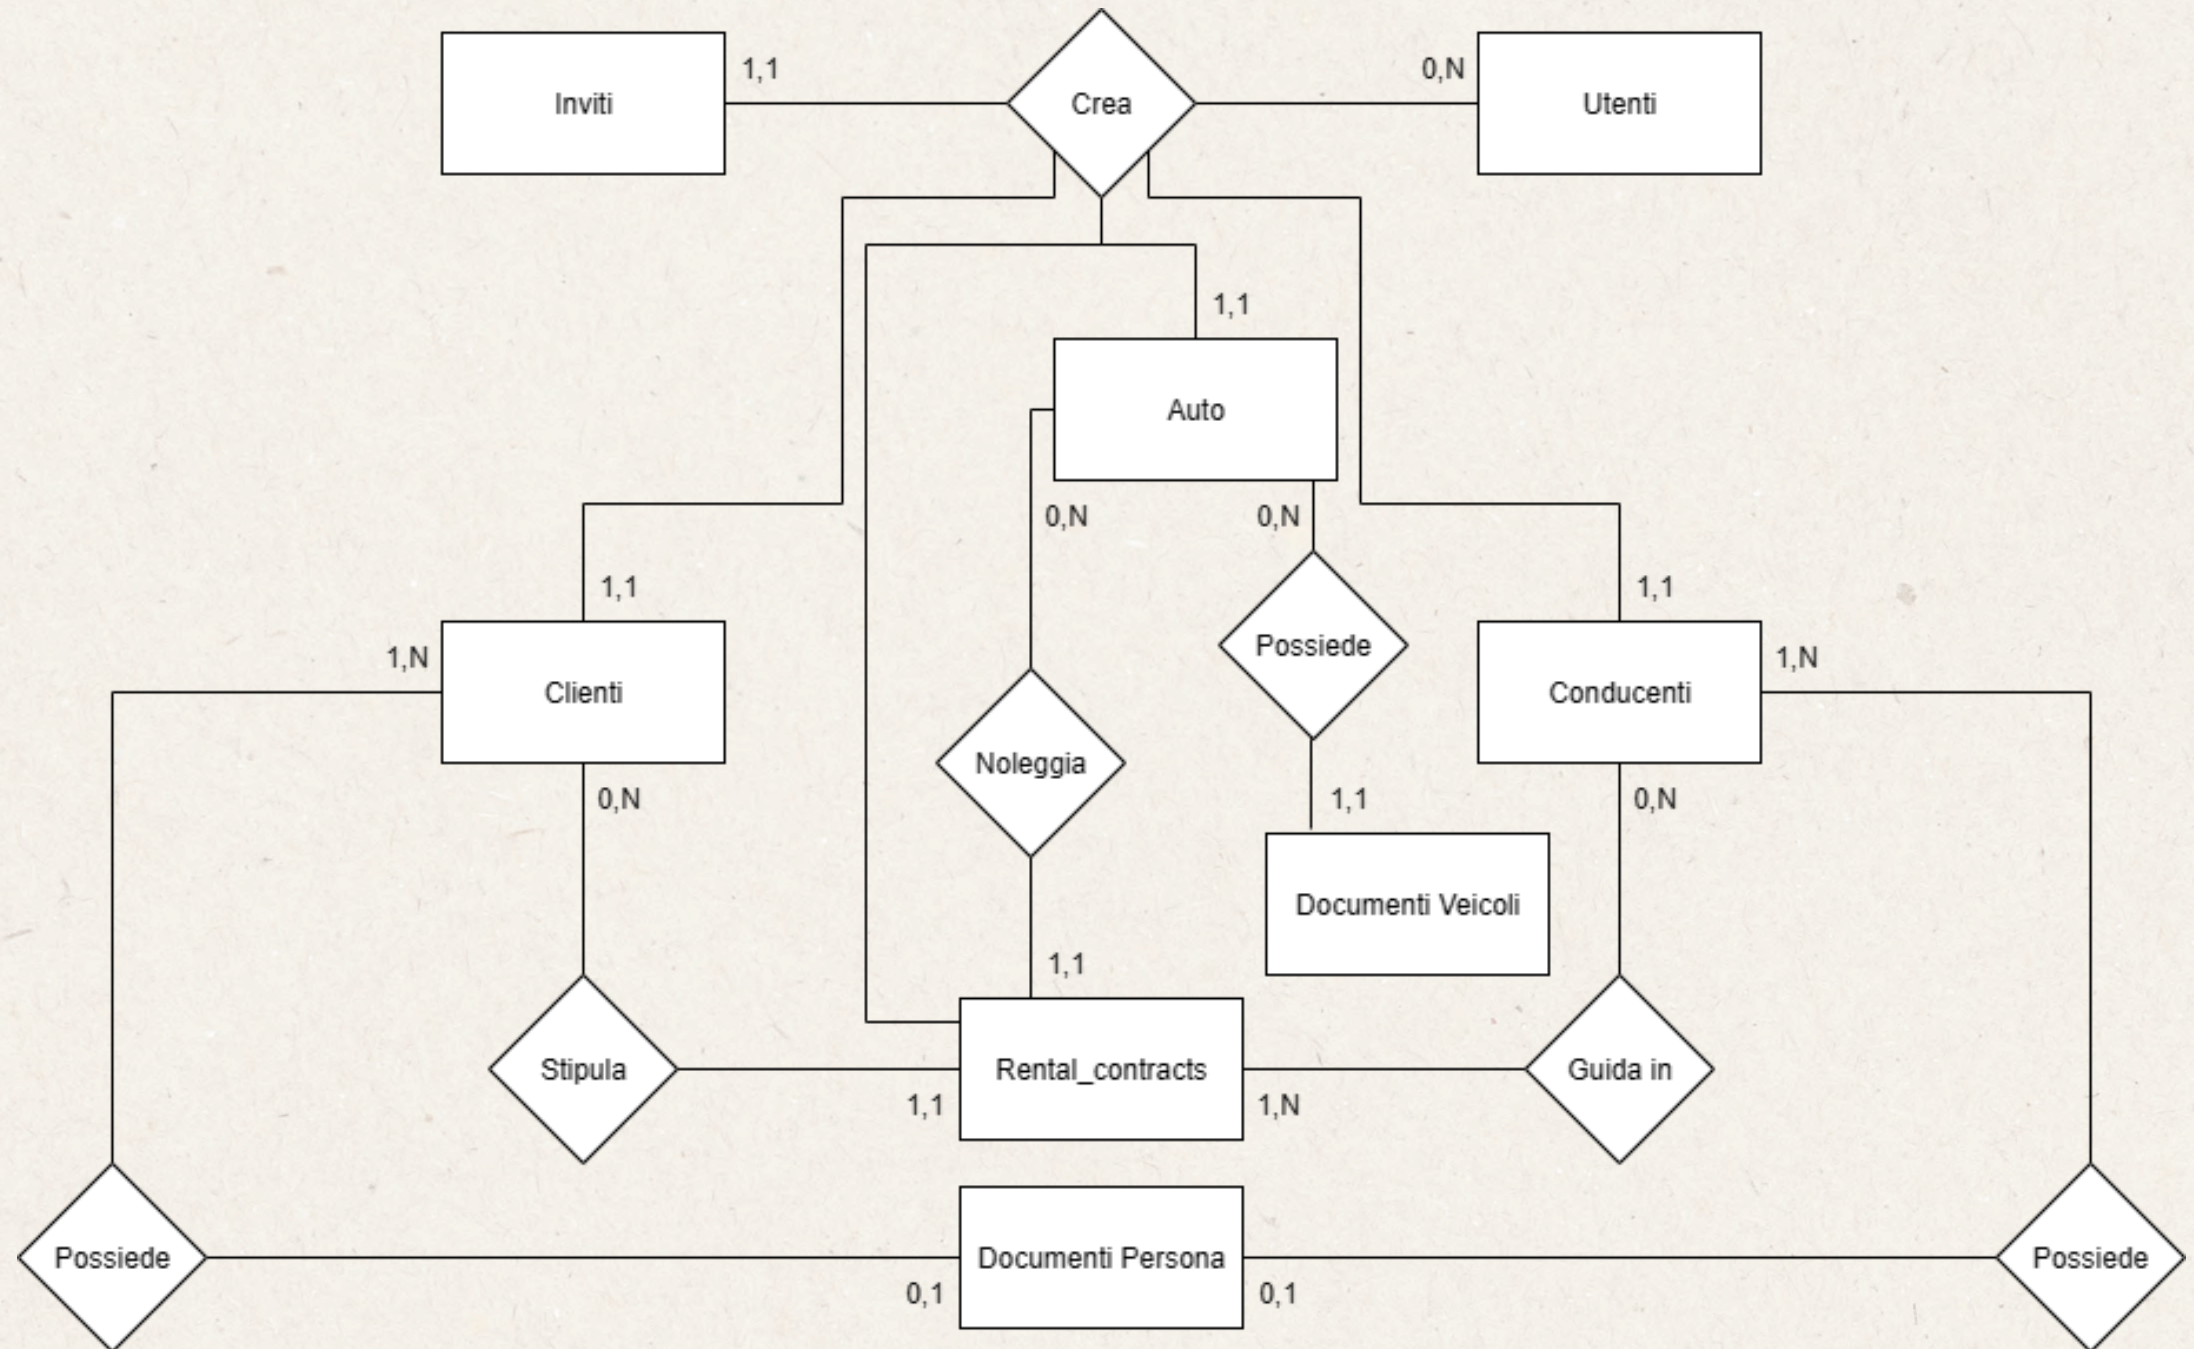 1,1
0,N
Inviti
Crea
Utenti
1,1
Auto
0,N
0,N
1,1
1,1
Possiede
1,N
1,N
Clienti
Conducenti
Noleggia
0,N
1,1
0,N
Documenti Veicoli
1,1
Stipula
Rental_contracts
Guida in
1,1
1,N
Possiede
Documenti Persona
Possiede
0,1
0,1